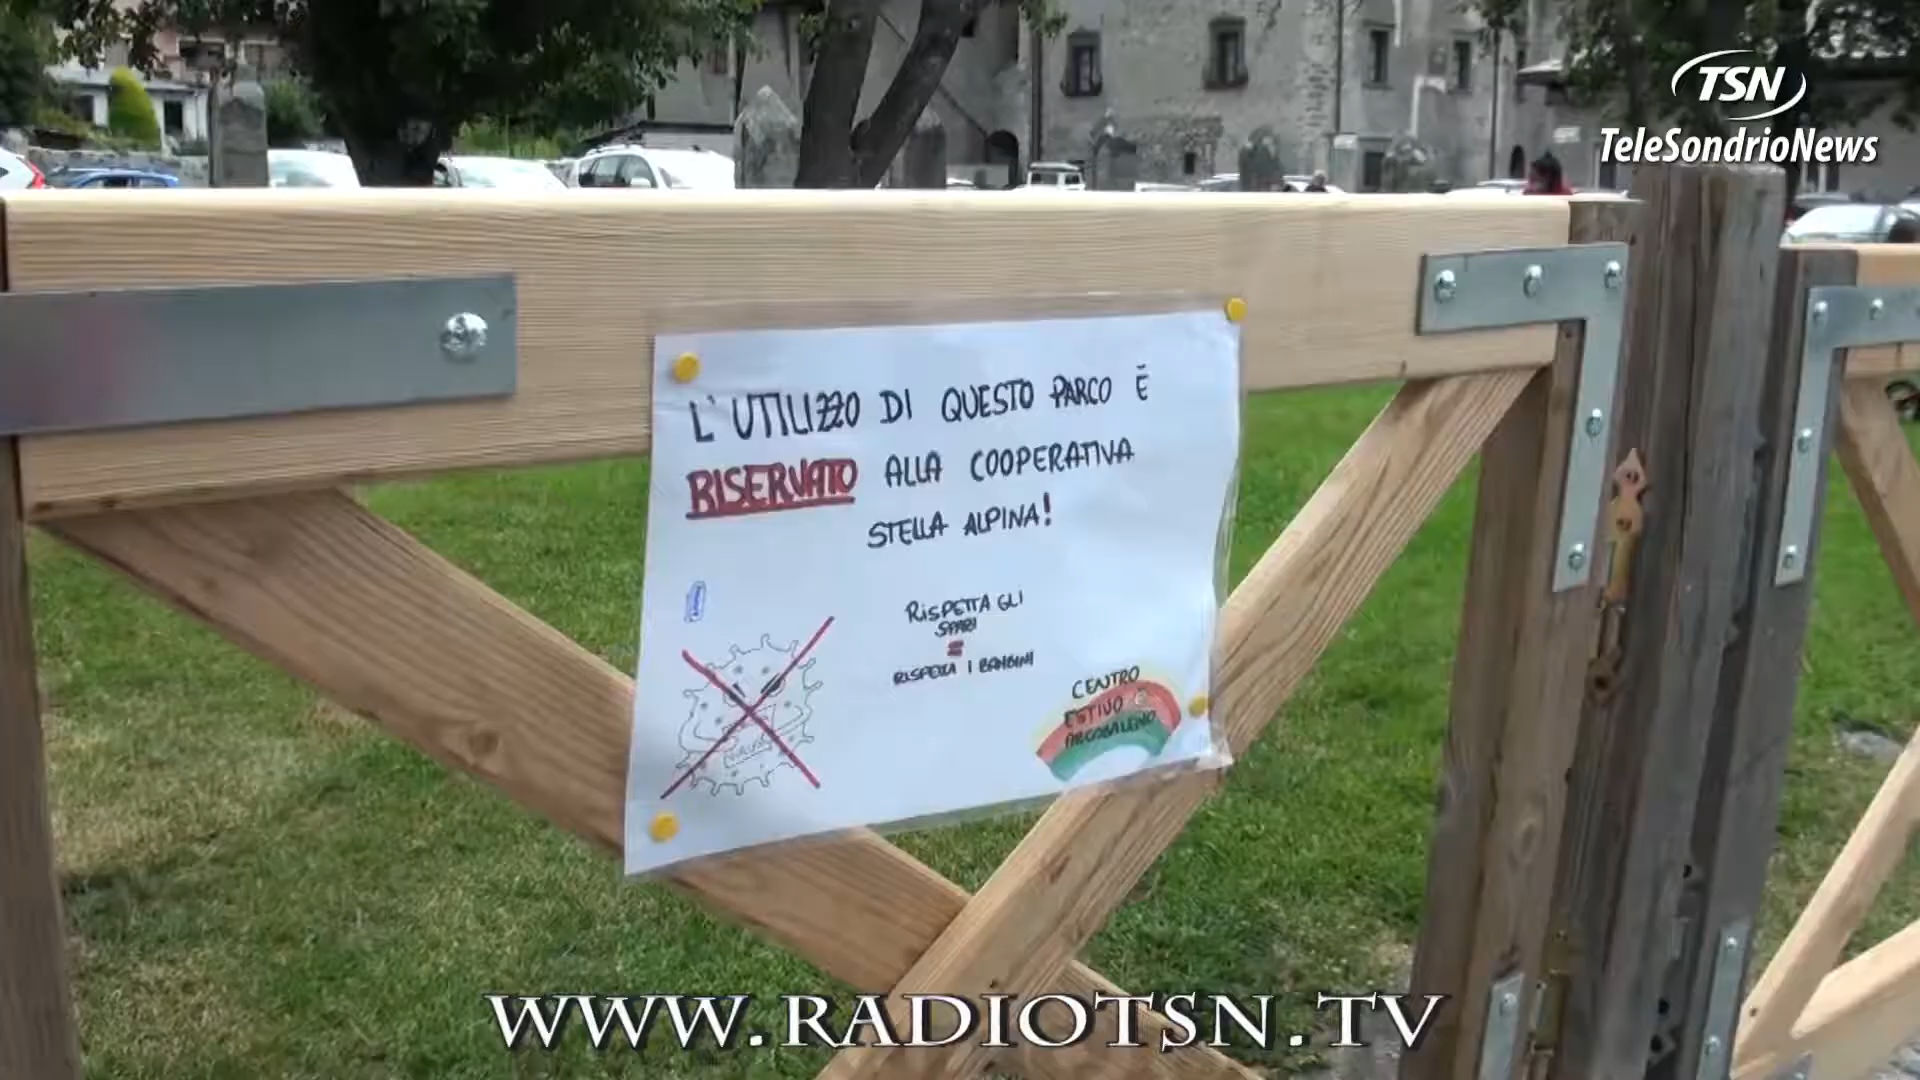 TSN
TeleSondrioNews
L'UTILIZZO DI QUESTO PARCO È
RISERVATO ALLA COOPERATIVA
STELLA ALPINA!
RISPETTA GLI
SPAZI
=
RISPETTA I BAMBINI
CENTRO
ESTIVO
ARCOBALENO
WWW.RADIOTSN.TV